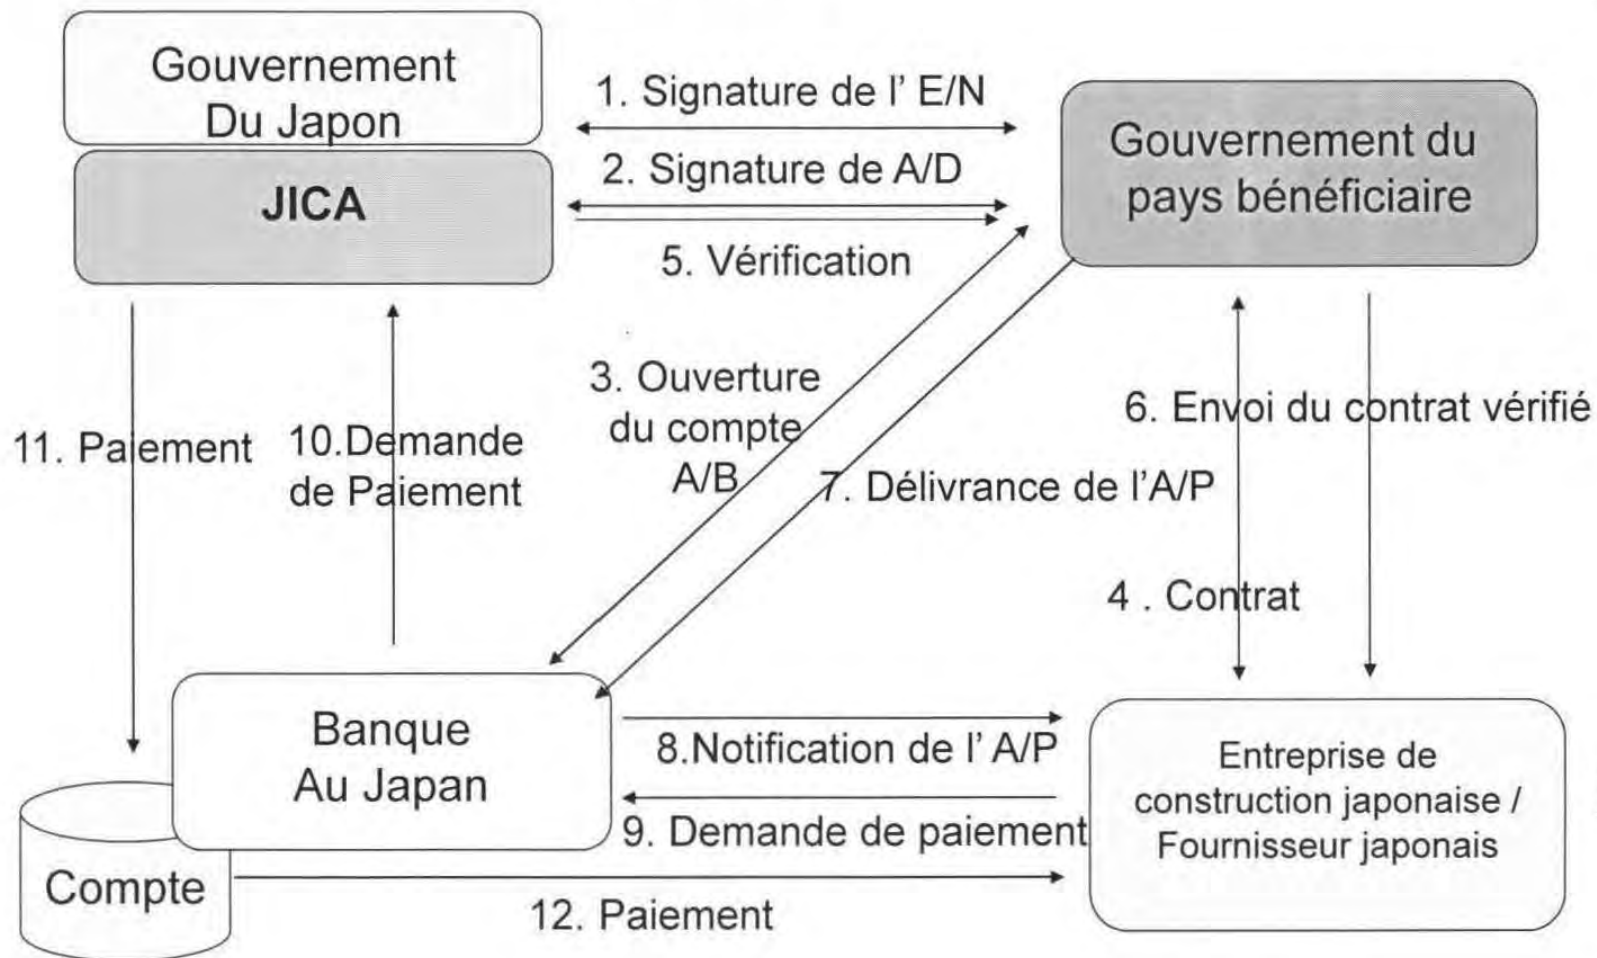 Gouvernement
Du Japon
JICA
1. Signature de l' E/N
2. Signature de A/D
5. Vérification
Gouvernement du
pays bénéficiaire
3. Ouverture
du compte
A/B
6. Envoi du contrat vérifié
11. Paiement
10.Demande
de Paiement
7. Délivrance de l'A/P
4 . Contrat
Banque
Au Japan
8.Notification de l' A/P
9. Demande de paiement
Entreprise de
construction japonaise /
Fournisseur japonais
Compte
12. Paiement